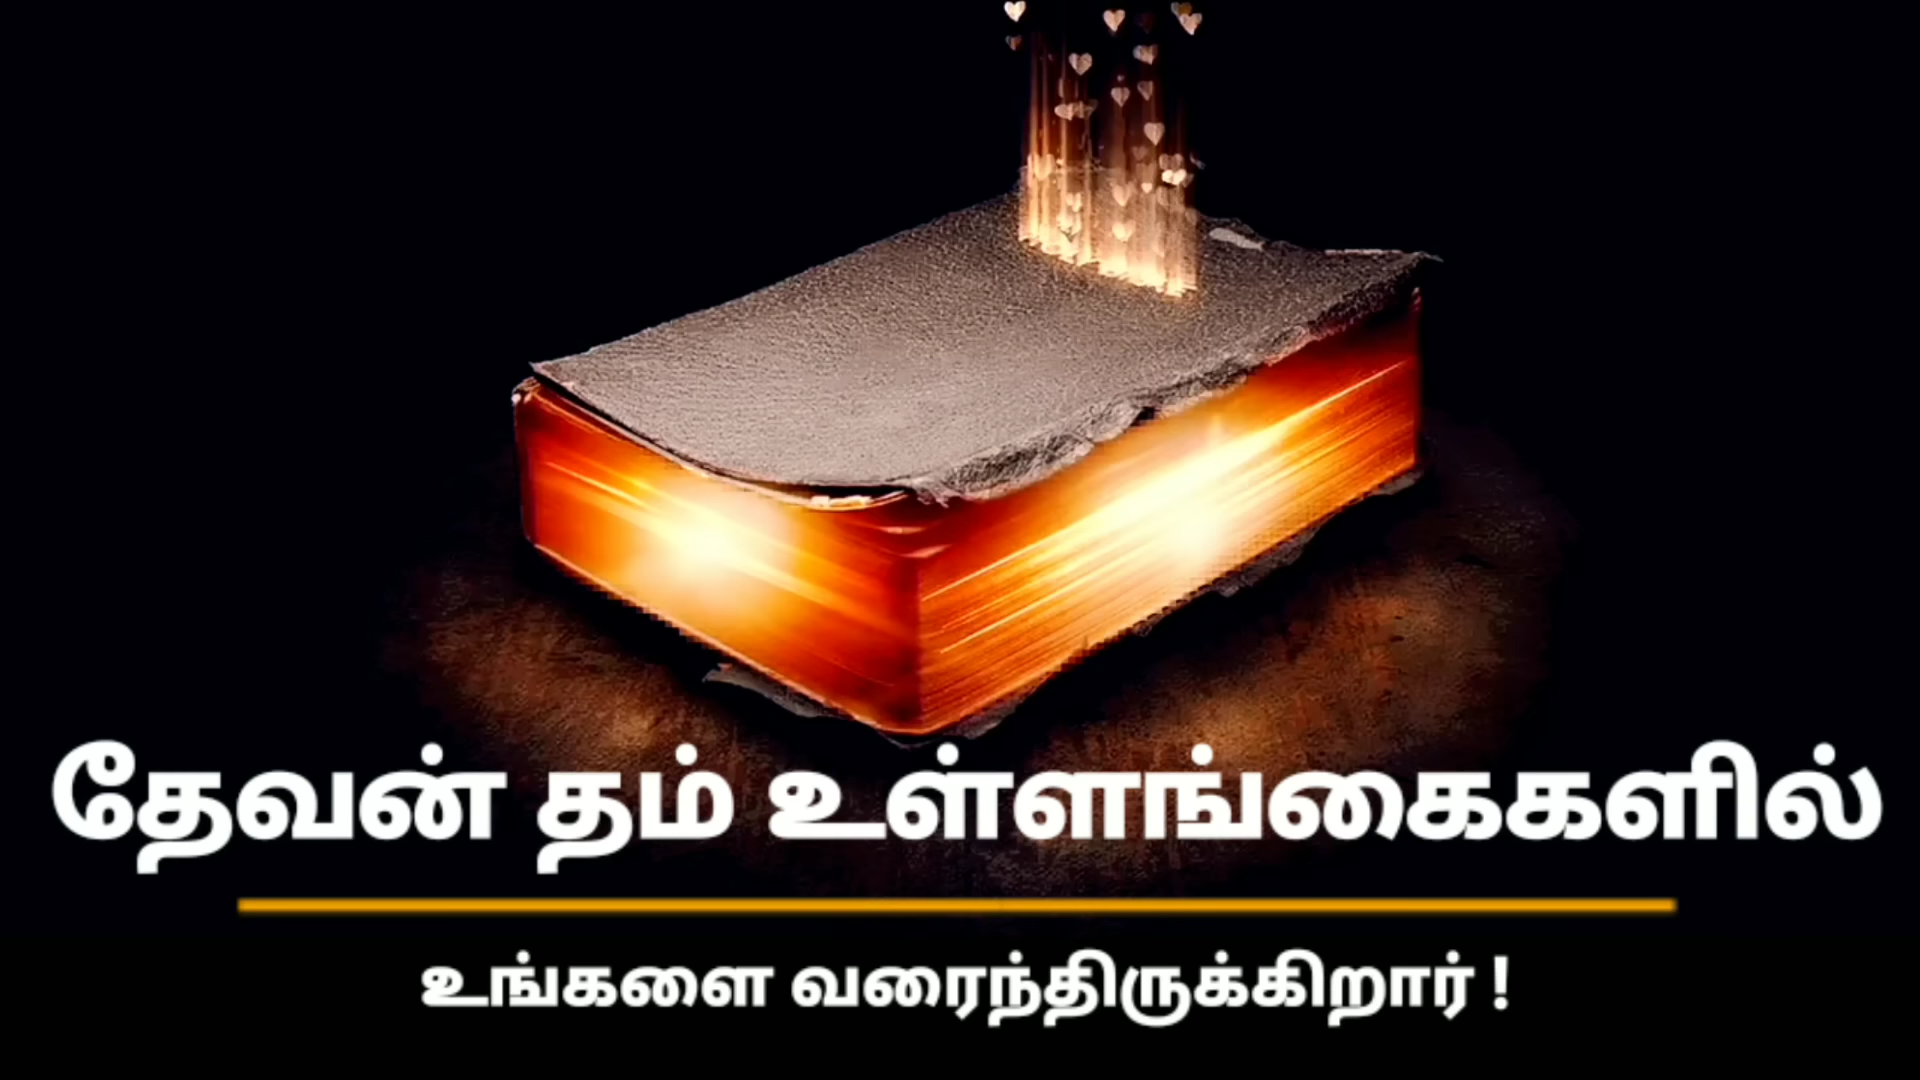 தேவன் தம் உள்ளங்கைகளில்
உங்களை வரைந்திருக்கிறார் !